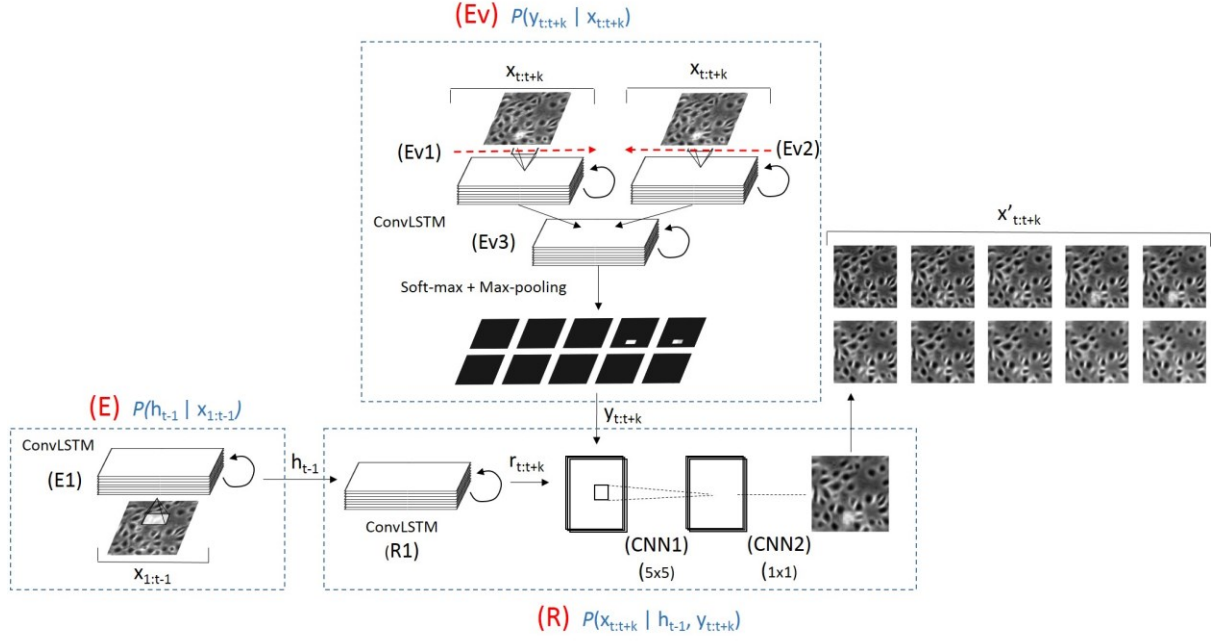 (Ev) P(y_{t:t+k} | x_{t:t+k})
x_{t:t+k}
x_{t:t+k}
(Ev1)
(Ev2)
ConvLSTM
(Ev3)
Soft-max + Max-pooling
x'_{t:t+k}
y_{t:t+k}
(E) P(h_{t-1} | x_{1:t-1})
ConvLSTM
(E1)
x_{1:t-1}
h_{t-1}
ConvLSTM
(R1)
r_{t:t+k}
(CNN1)
(5x5)
(CNN2)
(1x1)
(R) P(x_{t:t+k} | h_{t-1}, y_{t:t+k})